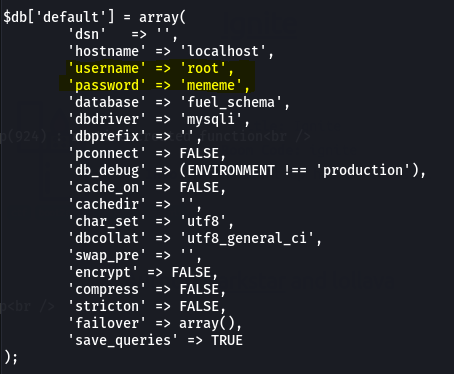 $db['default'] = array(
'dsn' => '',
'hostname' => 'localhost',
'username' => 'root',
'password' => 'mememe',
'database' => 'fuel_schema',
'dbdriver' => 'mysqli',
'dbprefix' => '',
'pconnect' => FALSE,
'db_debug' => (ENVIRONMENT !== 'production'),
'cache_on' => FALSE,
'cachedir' => '',
'char_set' => 'utf8',
'dbcollat' => 'utf8_general_ci',
'swap_pre' => '',
'encrypt' => FALSE,
'compress' => FALSE,
'stricton' => FALSE,
'failover' => array(),
'save_queries' => TRUE
);